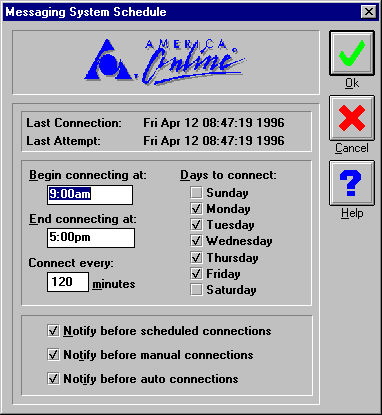 Messaging System Schedule
AMERICA
Online
Ok
Cancel
Help
Last Connection: Fri Apr 12 08:47:19 1996
Last Attempt: Fri Apr 12 08:47:19 1996
Begin connecting at:
9:00am
End connecting at:
5:00pm
Connect every:
120 minutes
Days to connect:
Sunday
Monday
Tuesday
Wednesday
Thursday
Friday
Saturday
Notify before scheduled connections
Notify before manual connections
Notify before auto connections